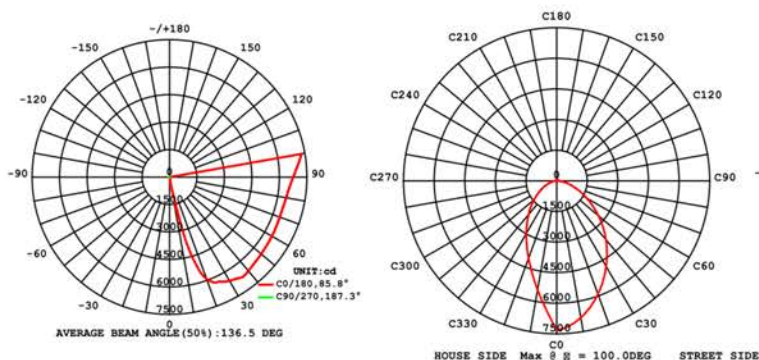 -/+180
-150
150
-120
120
-90
90
-60
60
-30
30
0
0
1500
3000
4500
6000
7500
UNIT:cd
C0/180,85.8°
C90/270,187.3°
AVERAGE BEAM ANGLE(50%):136.5 DEG
C180
C210
C150
C240
C120
C270
C90
C300
C60
C330
C30
C0
0
1500
3000
4500
6000
7500
HOUSE SIDE Max @ g = 100.0DEG STREET SIDE